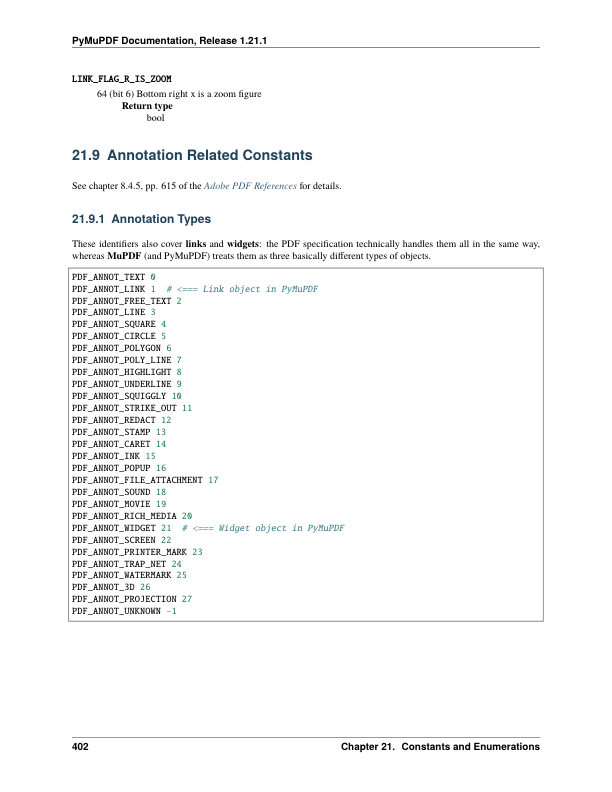 PyMuPDF Documentation, Release 1.21.1
LINK_FLAG_R_IS_ZOOM
64 (bit 6) Bottom right x is a zoom figure
Return type
bool
21.9 Annotation Related Constants
See chapter 8.4.5, pp. 615 of the Adobe PDF References for details.
21.9.1 Annotation Types
These identifiers also cover links and widgets: the PDF specification technically handles them all in the same way,
whereas MuPDF (and PyMuPDF) treats them as three basically different types of objects.
PDF_ANNOT_TEXT 0
PDF_ANNOT_LINK 1  # <=== Link object in PyMuPDF
PDF_ANNOT_FREE_TEXT 2
PDF_ANNOT_LINE 3
PDF_ANNOT_SQUARE 4
PDF_ANNOT_CIRCLE 5
PDF_ANNOT_POLYGON 6
PDF_ANNOT_POLY_LINE 7
PDF_ANNOT_HIGHLIGHT 8
PDF_ANNOT_UNDERLINE 9
PDF_ANNOT_SQUIGGLY 10
PDF_ANNOT_STRIKE_OUT 11
PDF_ANNOT_REDACT 12
PDF_ANNOT_STAMP 13
PDF_ANNOT_CARET 14
PDF_ANNOT_INK 15
PDF_ANNOT_POPUP 16
PDF_ANNOT_FILE_ATTACHMENT 17
PDF_ANNOT_SOUND 18
PDF_ANNOT_MOVIE 19
PDF_ANNOT_RICH_MEDIA 20
PDF_ANNOT_WIDGET 21  # <=== Widget object in PyMuPDF
PDF_ANNOT_SCREEN 22
PDF_ANNOT_PRINTER_MARK 23
PDF_ANNOT_TRAP_NET 24
PDF_ANNOT_WATERMARK 25
PDF_ANNOT_3D 26
PDF_ANNOT_PROJECTION 27
PDF_ANNOT_UNKNOWN -1
402
Chapter 21. Constants and Enumerations